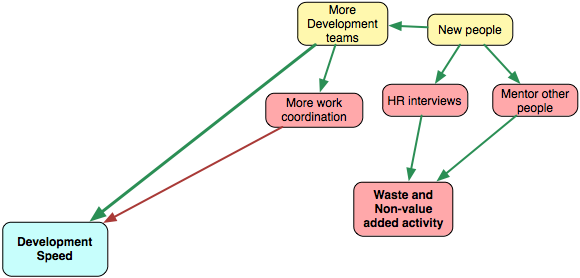 More
Development
teams
New people
More work
coordination
HR interviews
Mentor other
people
Waste and
Non-value
added activity
Development
Speed